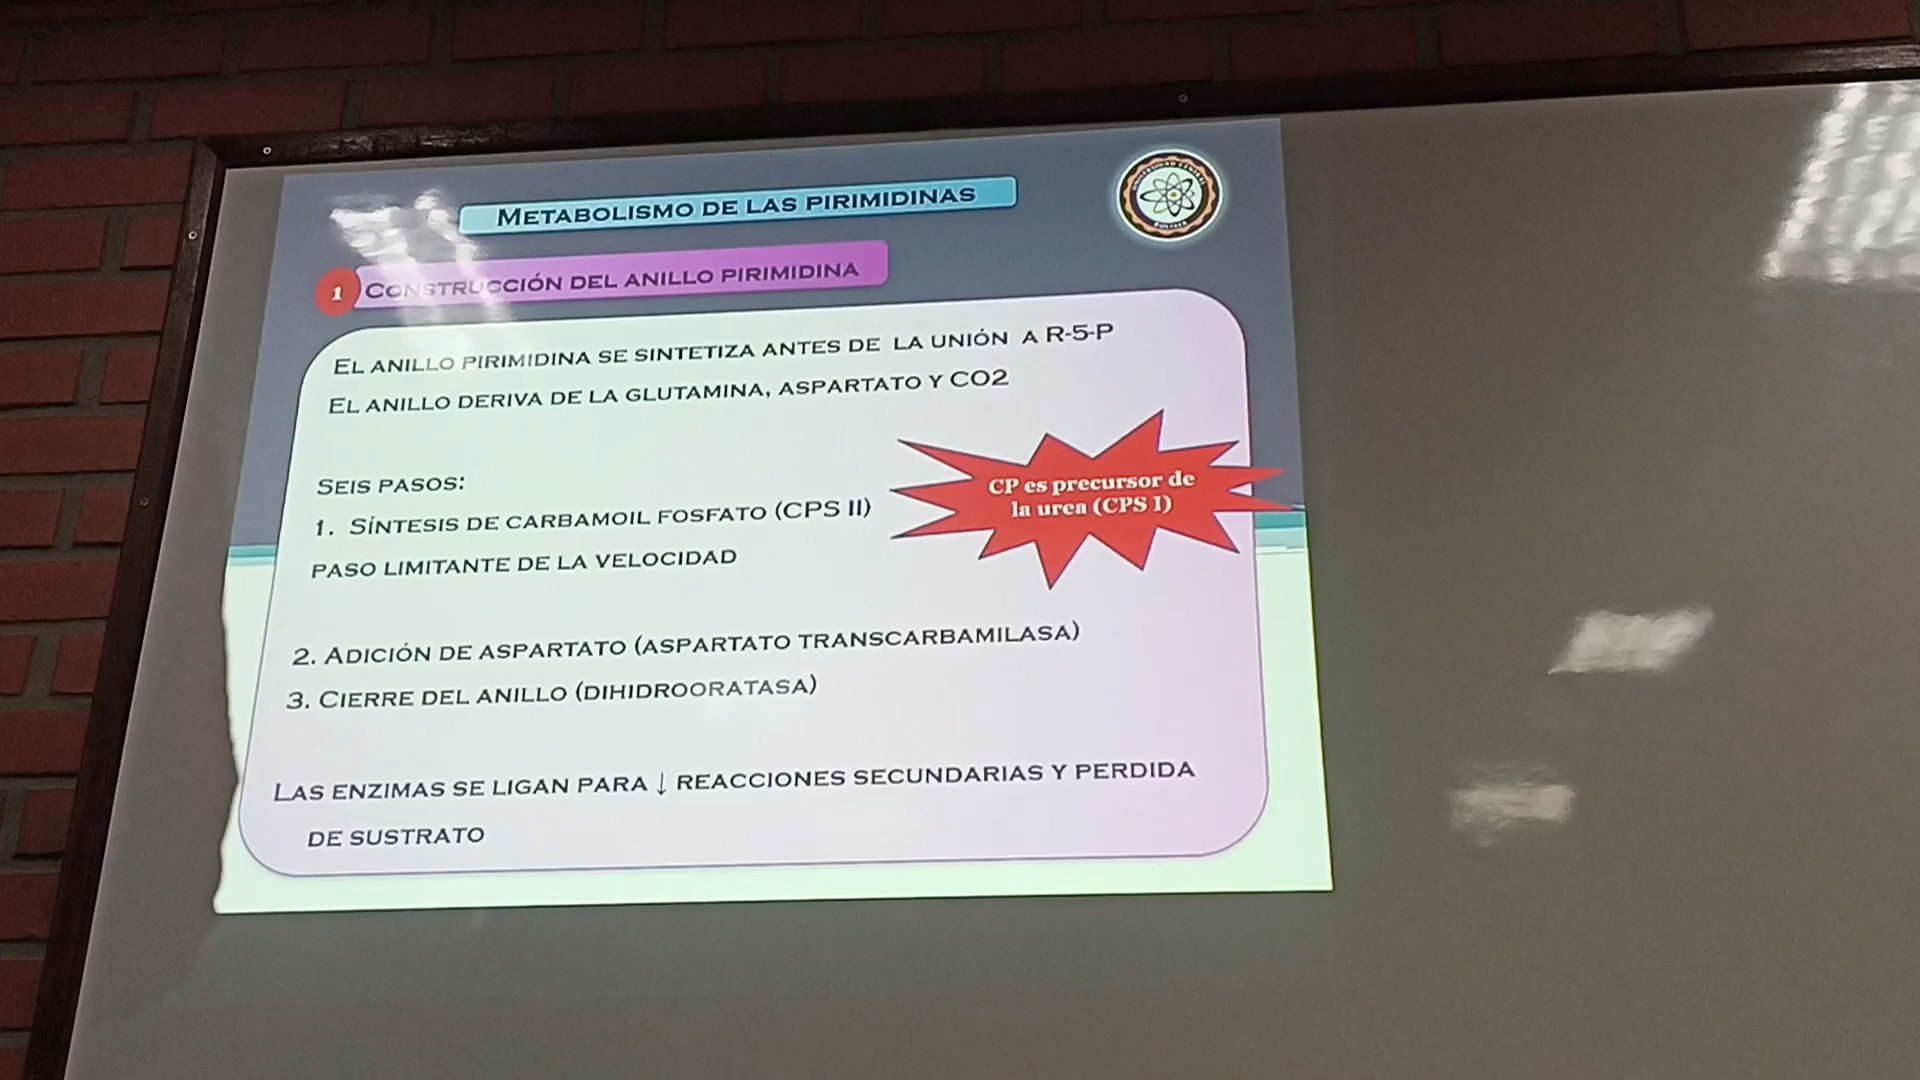 METABOLISMO DE LAS PIRIMIDINAS
1 CONSTRUCCIÓN DEL ANILLO PIRIMIDINA
EL ANILLO PIRIMIDINA SE SINTETIZA ANTES DE LA UNIÓN A R-5-P
EL ANILLO DERIVA DE LA GLUTAMINA, ASPARTATO Y CO2
CP es precursor de
la urea (CPS I)
SEIS PASOS:
1. SÍNTESIS DE CARBAMOIL FOSFATO (CPS II)
PASO LIMITANTE DE LA VELOCIDAD
2. ADICIÓN DE ASPARTATO (ASPARTATO TRANSCARBAMILASA)
3. CIERRE DEL ANILLO (DIHIDROORATASA)
LAS ENZIMAS SE LIGAN PARA ↓ REACCIONES SECUNDARIAS Y PERDIDA
DE SUSTRATO